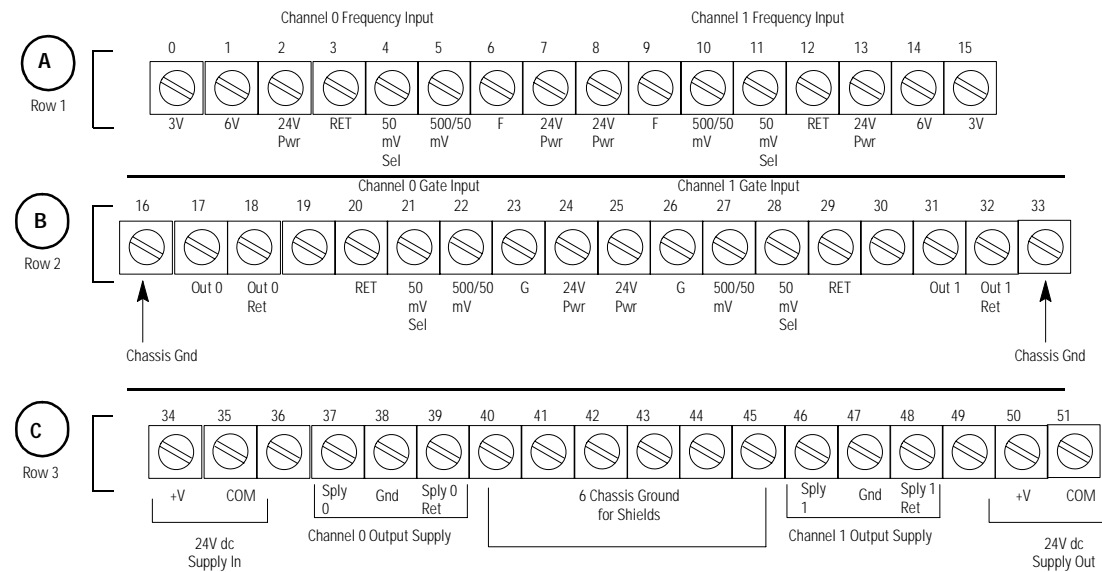 Channel 0 Frequency Input Channel 1 Frequency Input
0 1 2 3 4 5 6 7 8 9 10 11 12 13 14 15
A
Row 1
3V 6V 24V RET 50 500/50 F 24V 24V F 500/50 50 RET 24V 6V 3V
Pwr mV mV Pwr Pwr mV mV Pwr
Sel Sel
Channel 0 Gate Input Channel 1 Gate Input
16 17 18 19 20 21 22 23 24 25 26 27 28 29 30 31 32 33
B
Row 2
Out 0 Out 0 RET 50 500/50 G 24V 24V G 500/50 50 RET Out 1 Out 1
Ret mV mV Pwr Pwr mV mV Ret
Sel Sel
Chassis Gnd Chassis Gnd
34 35 36 37 38 39 40 41 42 43 44 45 46 47 48 49 50 51
C
Row 3
+V COM Sply Gnd Sply 0 6 Chassis Ground Sply Gnd Sply 1 +V COM
0 Ret for Shields 1 Ret
Channel 0 Output Supply Channel 1 Output Supply
24V dc 24V dc
Supply In Supply Out